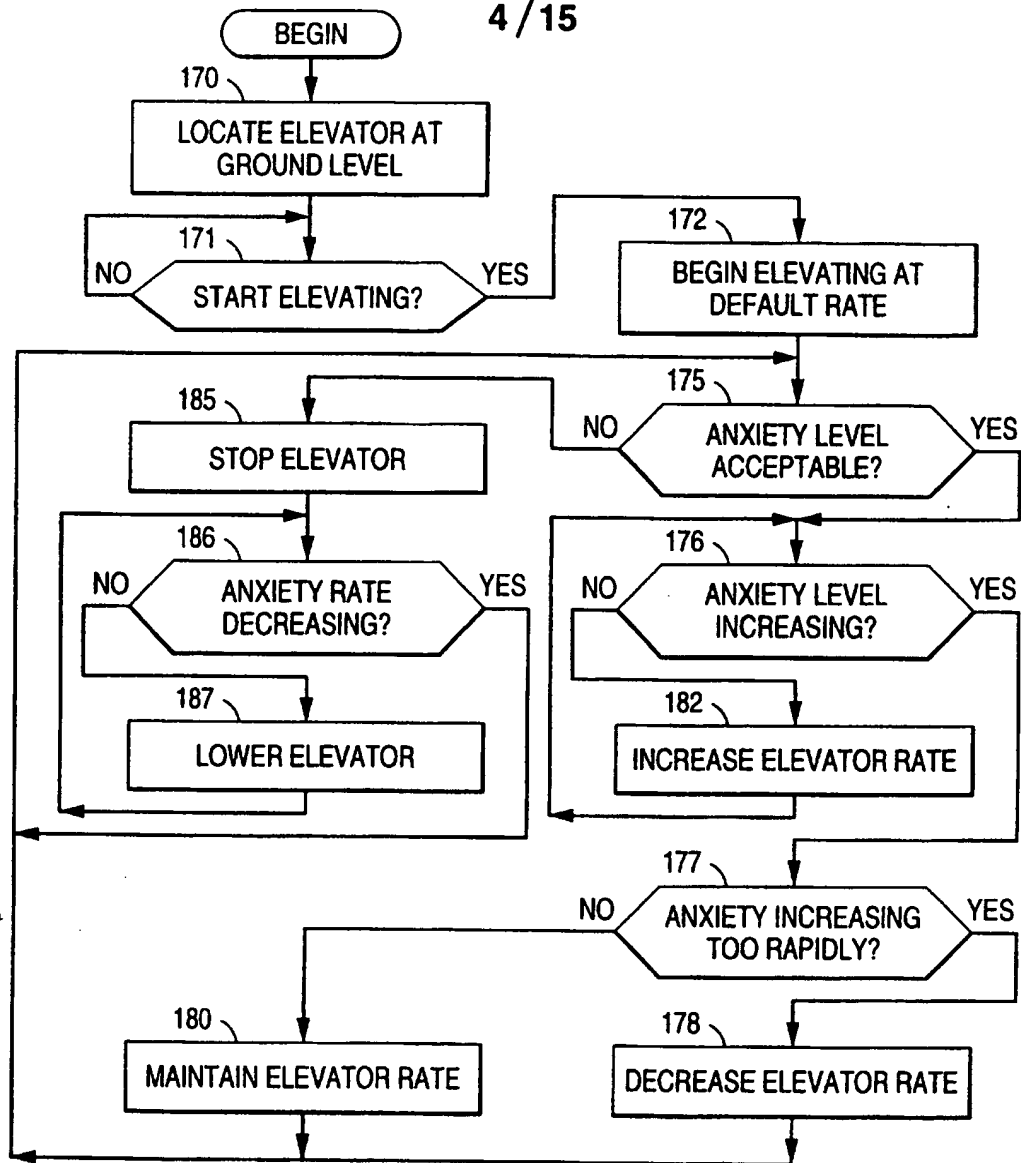 4/15
BEGIN
170
LOCATE ELEVATOR AT
GROUND LEVEL
171
NO
START ELEVATING?
YES
172
BEGIN ELEVATING AT
DEFAULT RATE
175
NO
ANXIETY LEVEL
ACCEPTABLE?
YES
185
STOP ELEVATOR
186
NO
ANXIETY RATE
DECREASING?
YES
187
LOWER ELEVATOR
176
NO
ANXIETY LEVEL
INCREASING?
YES
182
INCREASE ELEVATOR RATE
177
NO
ANXIETY INCREASING
TOO RAPIDLY?
YES
180
MAINTAIN ELEVATOR RATE
178
DECREASE ELEVATOR RATE